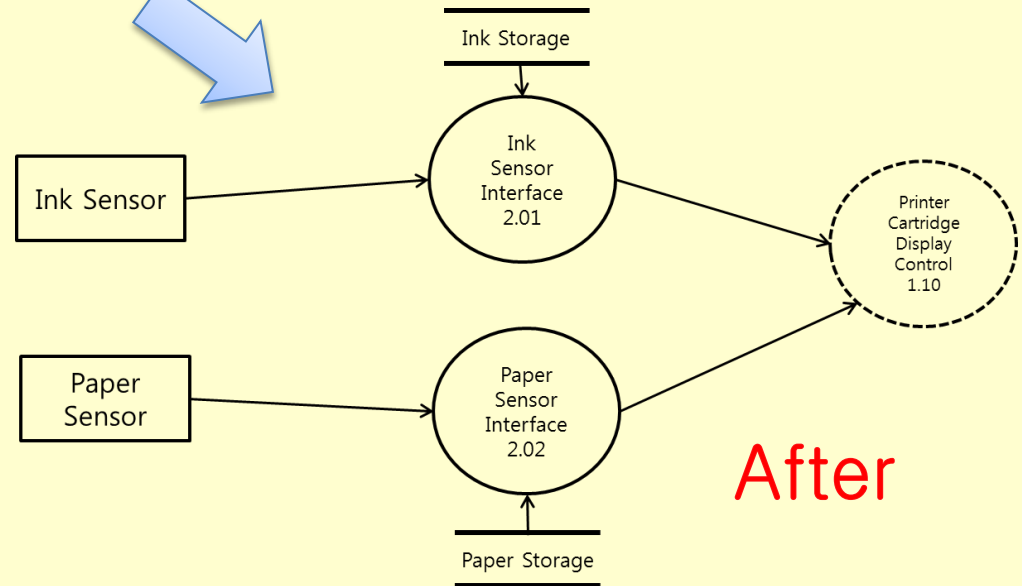 Ink Storage
Ink
Sensor
Interface
2.01
Ink Sensor
Printer
Cartridge
Display
Control
1.10
Paper
Sensor
Paper
Sensor
Interface
2.02
After
Paper Storage